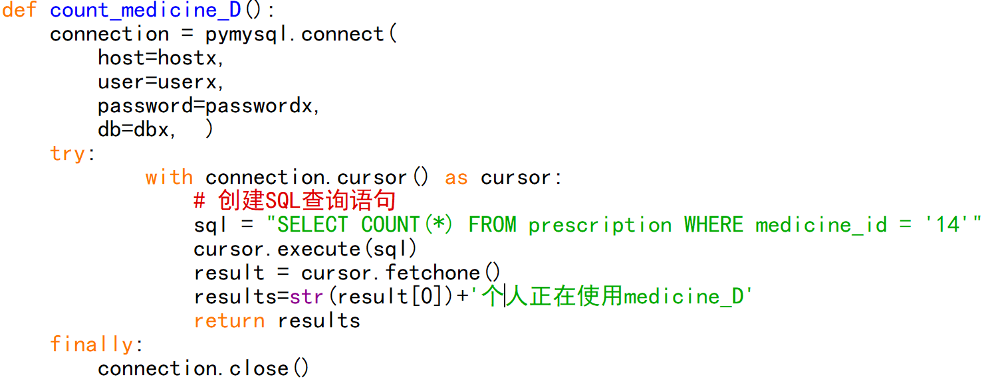 def count_medicine_D():
    connection = pymysql.connect(
        host=hostx,
        user=userx,
        password=passwordx,
        db=dbx,  )
    try:
            with connection.cursor() as cursor:
                # 创建SQL查询语句
                sql = "SELECT COUNT(*) FROM prescription WHERE medicine_id = '14'"
                cursor.execute(sql)
                result = cursor.fetchone()
                results=str(result[0])+'个人正在使用medicine_D'
                return results
    finally:
        connection.close()